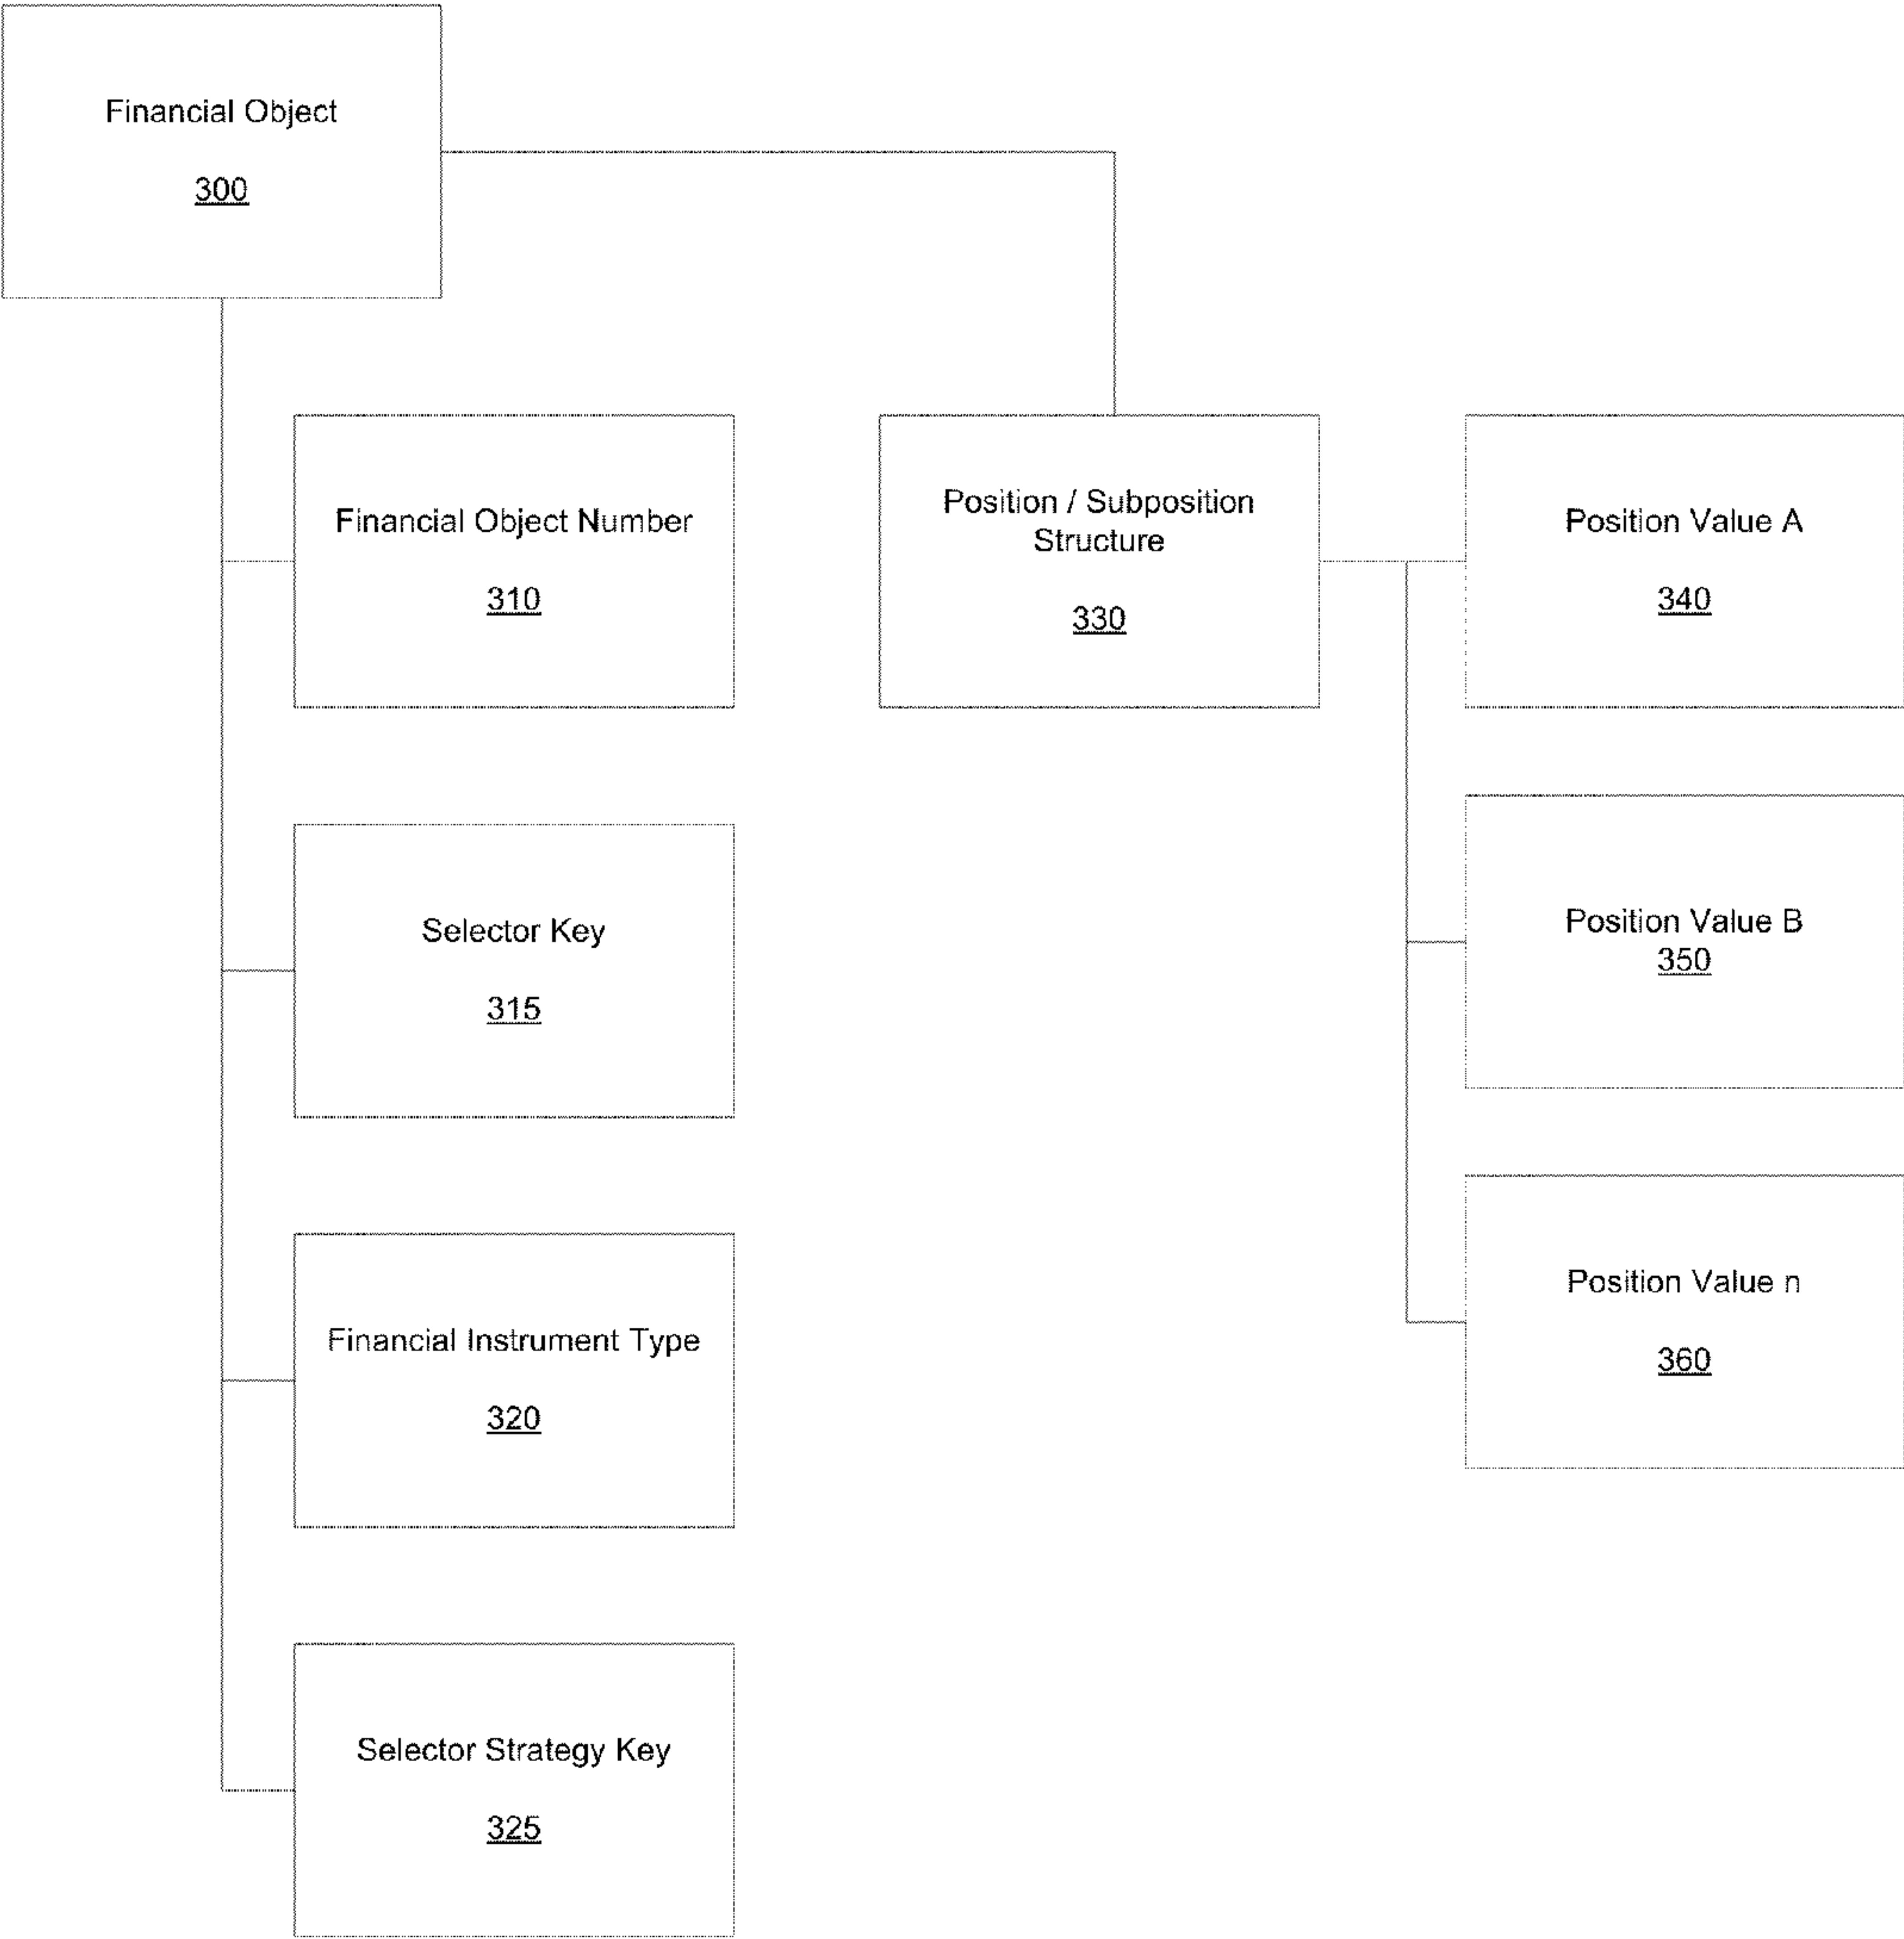 Financial Object
300
Financial Object Number
310
Position / Subposition
Structure
330
Position Value A
340
Selector Key
315
Position Value B
350
Financial Instrument Type
320
Position Value n
360
Selector Strategy Key
325